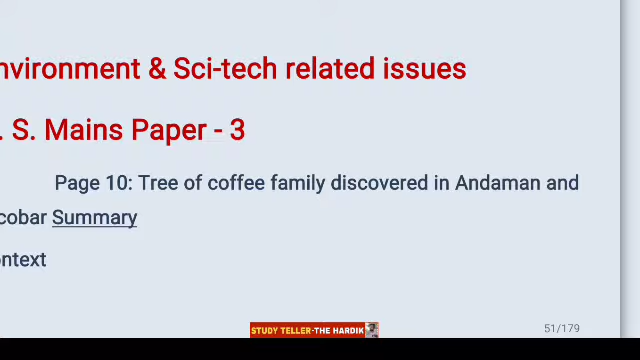 nvironment & Sci-tech related issues
. S. Mains Paper - 3
Page 10: Tree of coffee family discovered in Andaman and
cobar Summary
ontext
STUDY TELLER-THE HARDIK
51/179